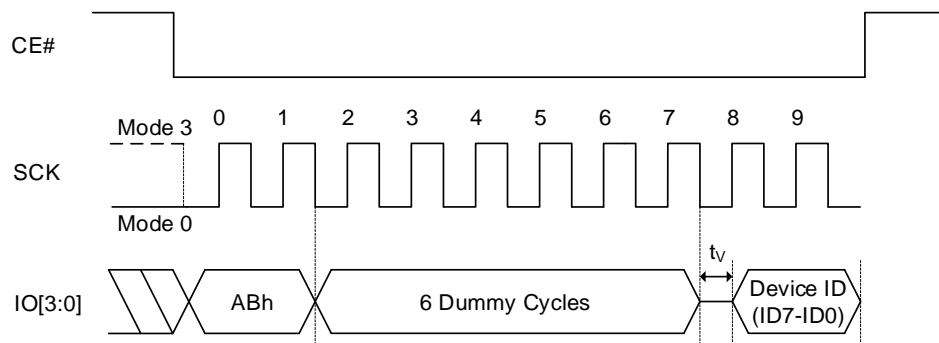 CE#
0 1 2 3 4 5 6 7 8 9
Mode 3
SCK
Mode 0
tV
IO[3:0]
ABh
6 Dummy Cycles
Device ID
(ID7-ID0)